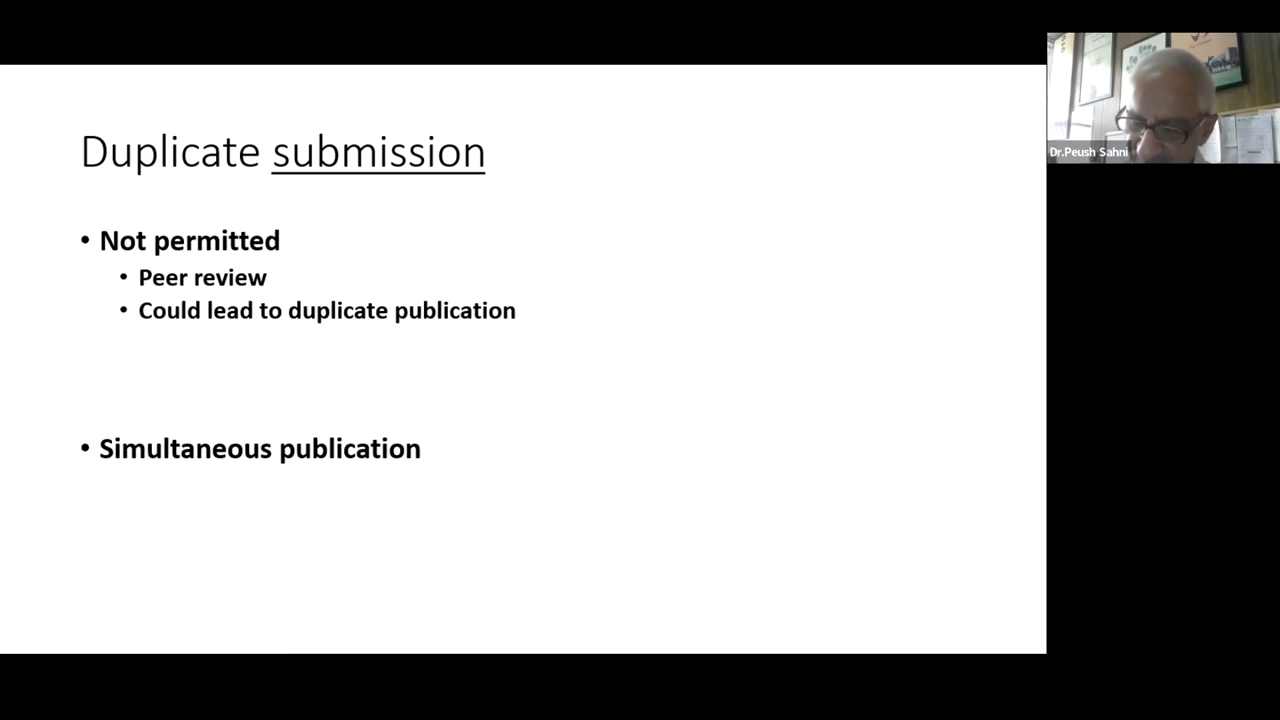 Duplicate submission
• Not permitted
• Peer review
• Could lead to duplicate publication
• Simultaneous publication
Dr.Peush Sahni